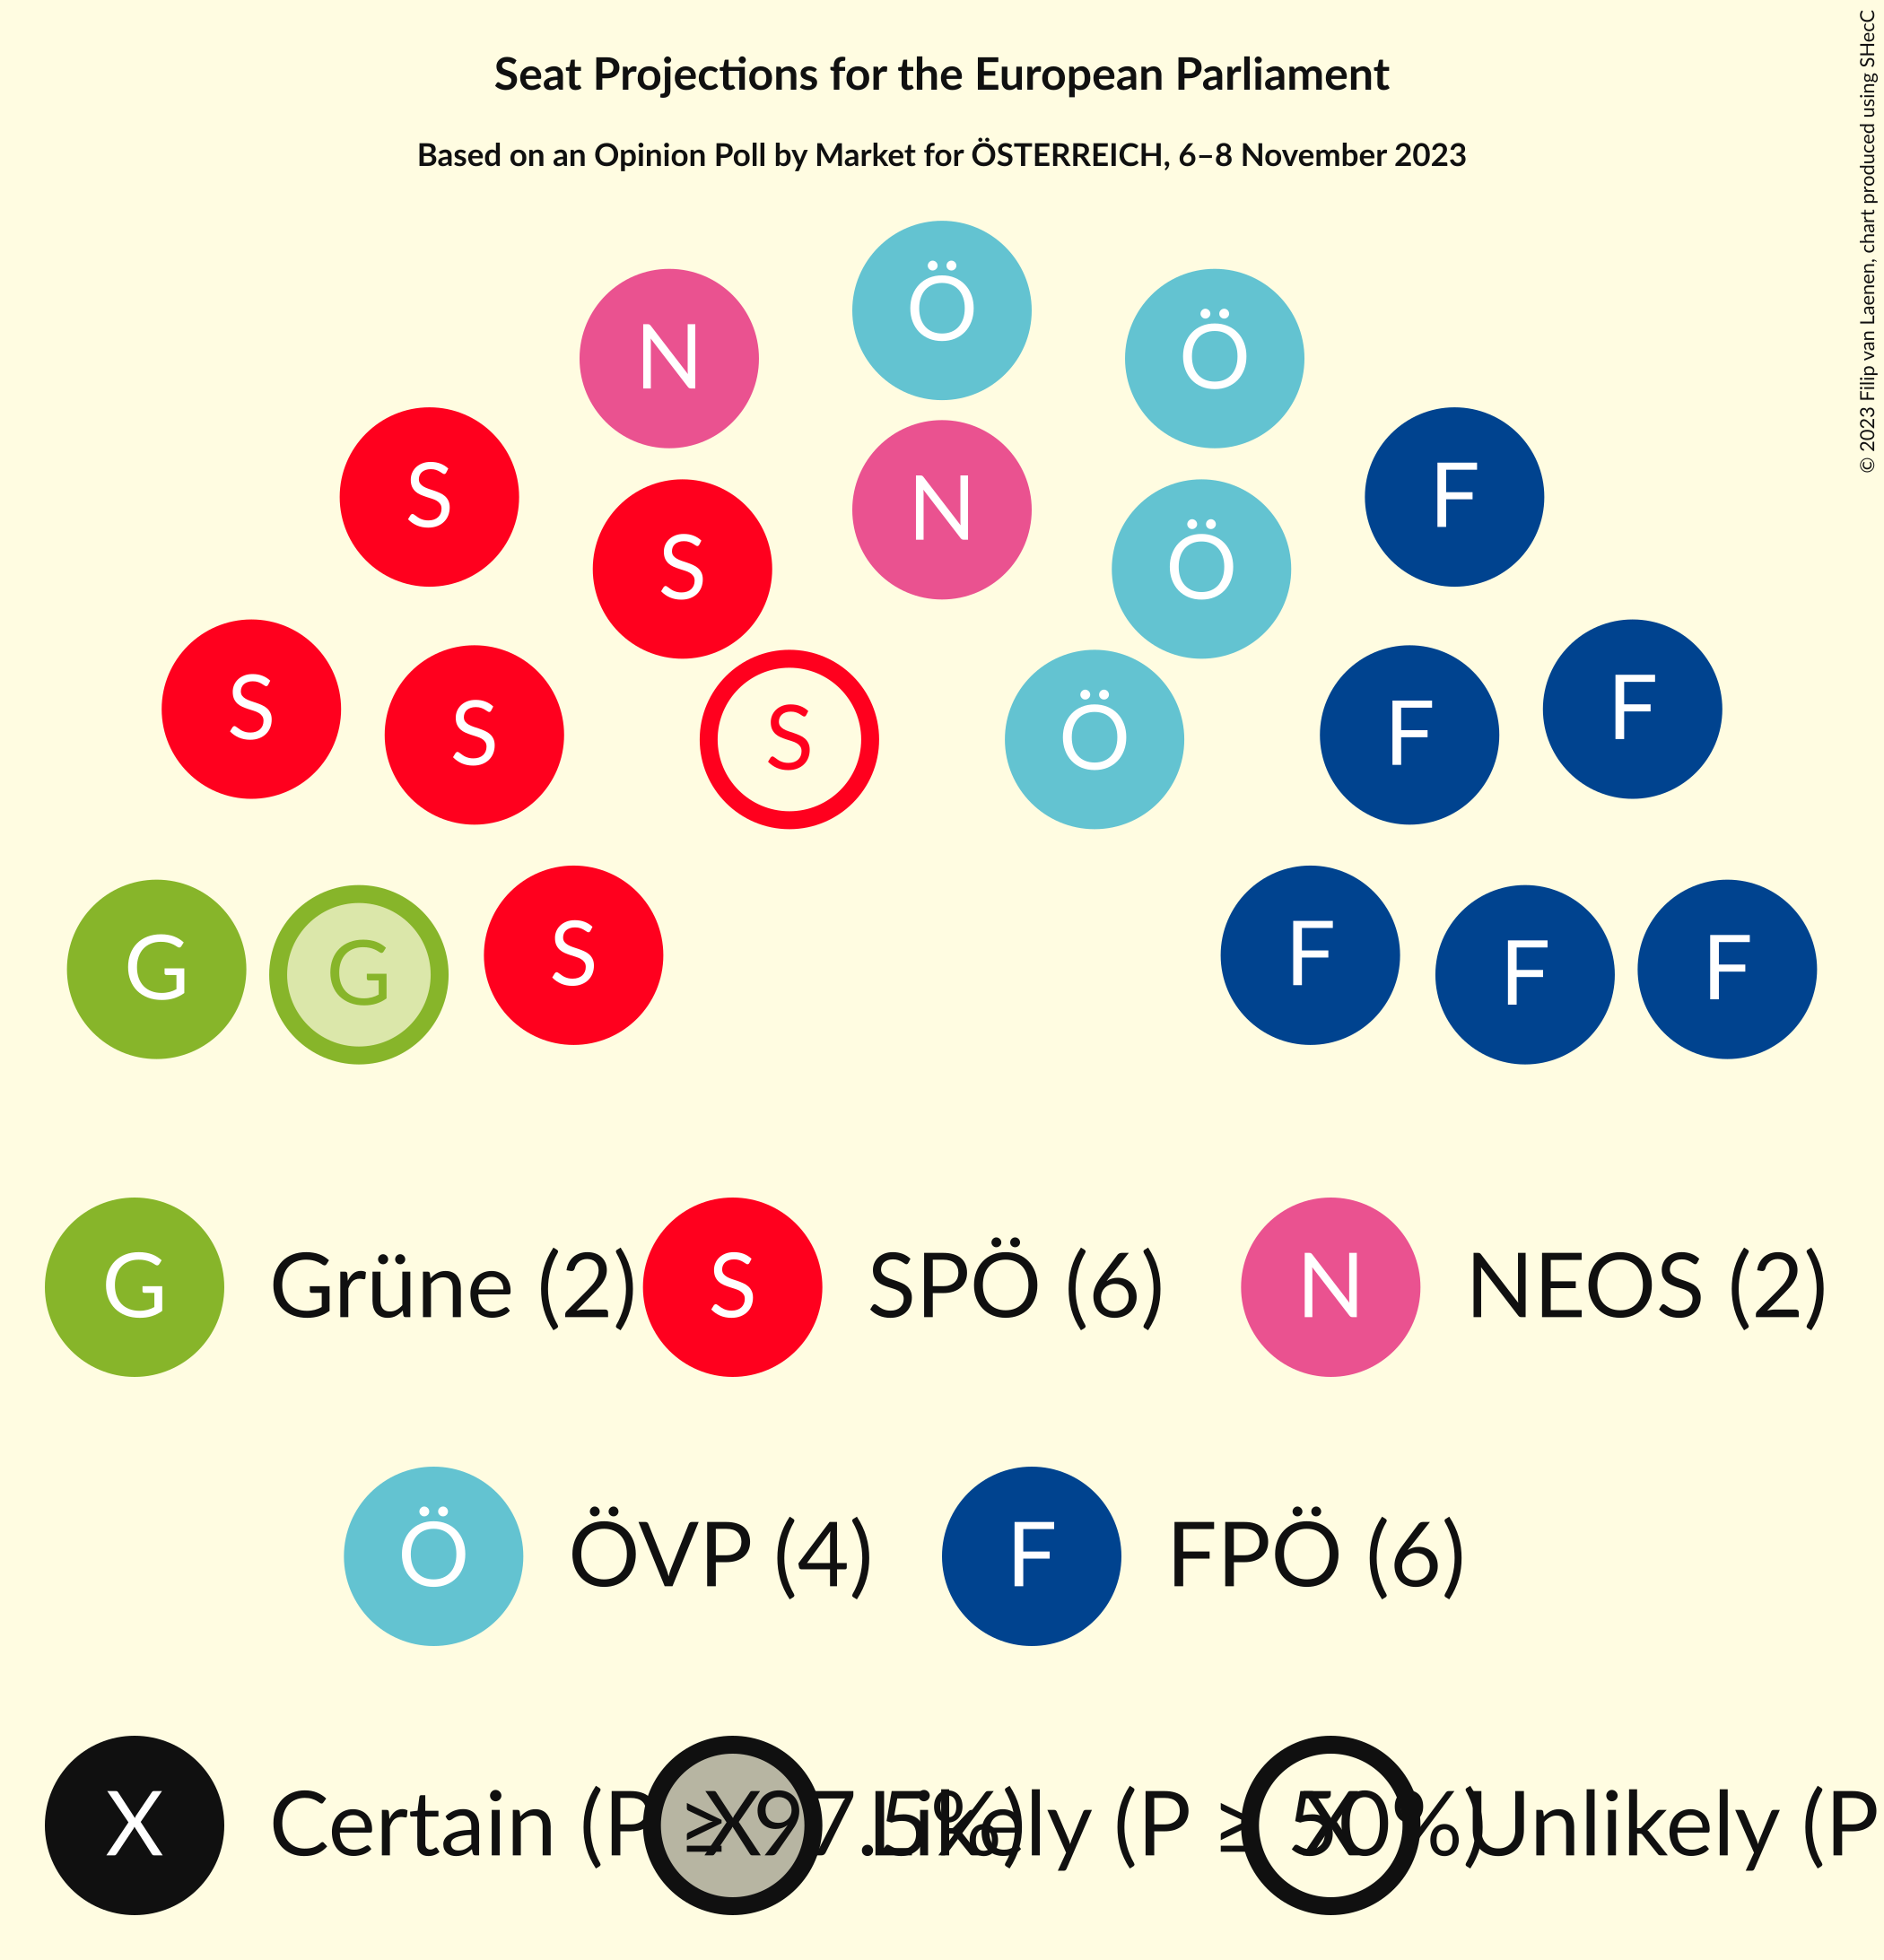 Seat Projections for the European Parliament
Based on an Opinion Poll by Market for ÖSTERREICH, 6–8 November 2023
© 2023 Filip van Laenen, chart produced using SHecC
Ö
N Ö
S F
N
S Ö
S F
S F
S Ö
S F
G F
G F
G Grüne (2) S SPÖ (6) N NEOS (2)
Ö ÖVP (4) F FPÖ (6)
X Certain (P ≥ 97.5%) X Likely (P ≥ 50%) X Unlikely (P